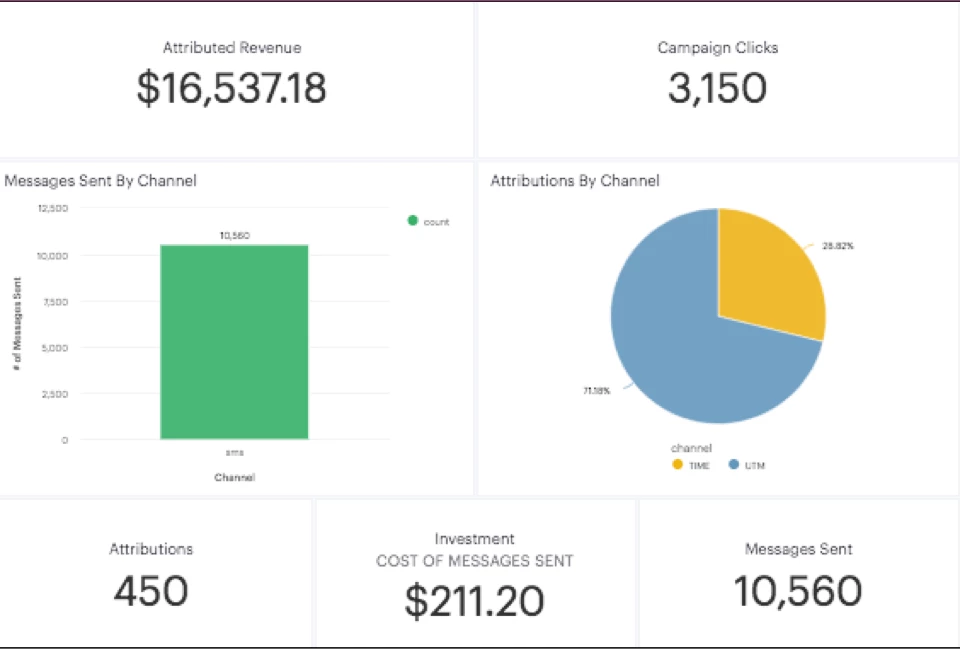 Attributed Revenue
$16,537.18
Campaign Clicks
3,150
Messages Sent By Channel
12,500
10,000
7,500
5,000
2,500
0
# of Messages Sent
10,560
sms
Channel
count
Attributions By Channel
28.82%
71.18%
channel
TIME
UTM
Attributions
450
Investment
COST OF MESSAGES SENT
$211.20
Messages Sent
10,560